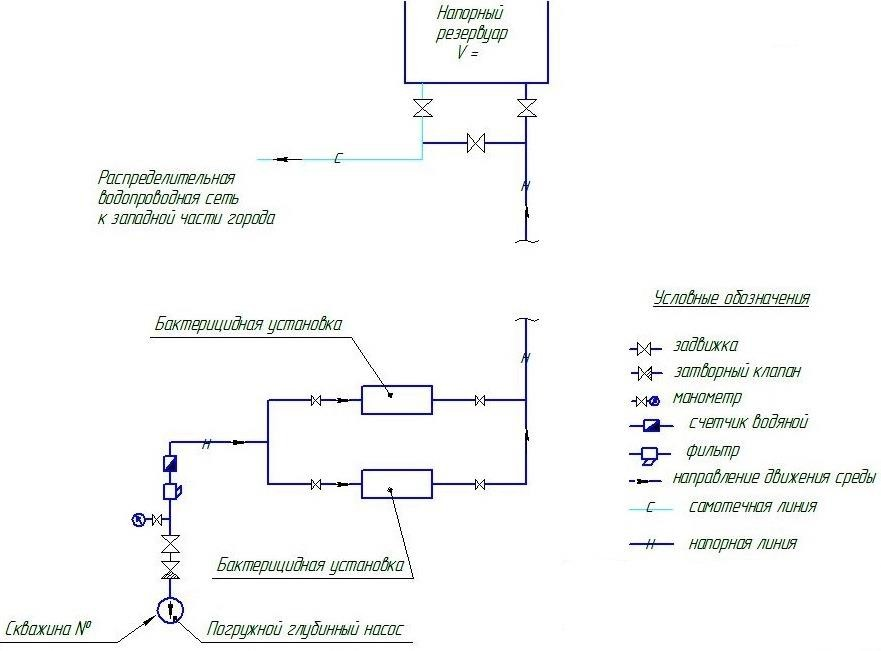 Напорный
резервуар
V =
С
Распределительная
водопроводная сеть
к западной части города
Н
Условные обозначения
Бактерицидная установка
Н
задвижка
затворный клапан
манометр
счетчик водяной
Н
фильтр
направление движения среды
С самотечная линия
Н напорная линия
Бактерицидная установка
Скважина № Погружной глубинный насос